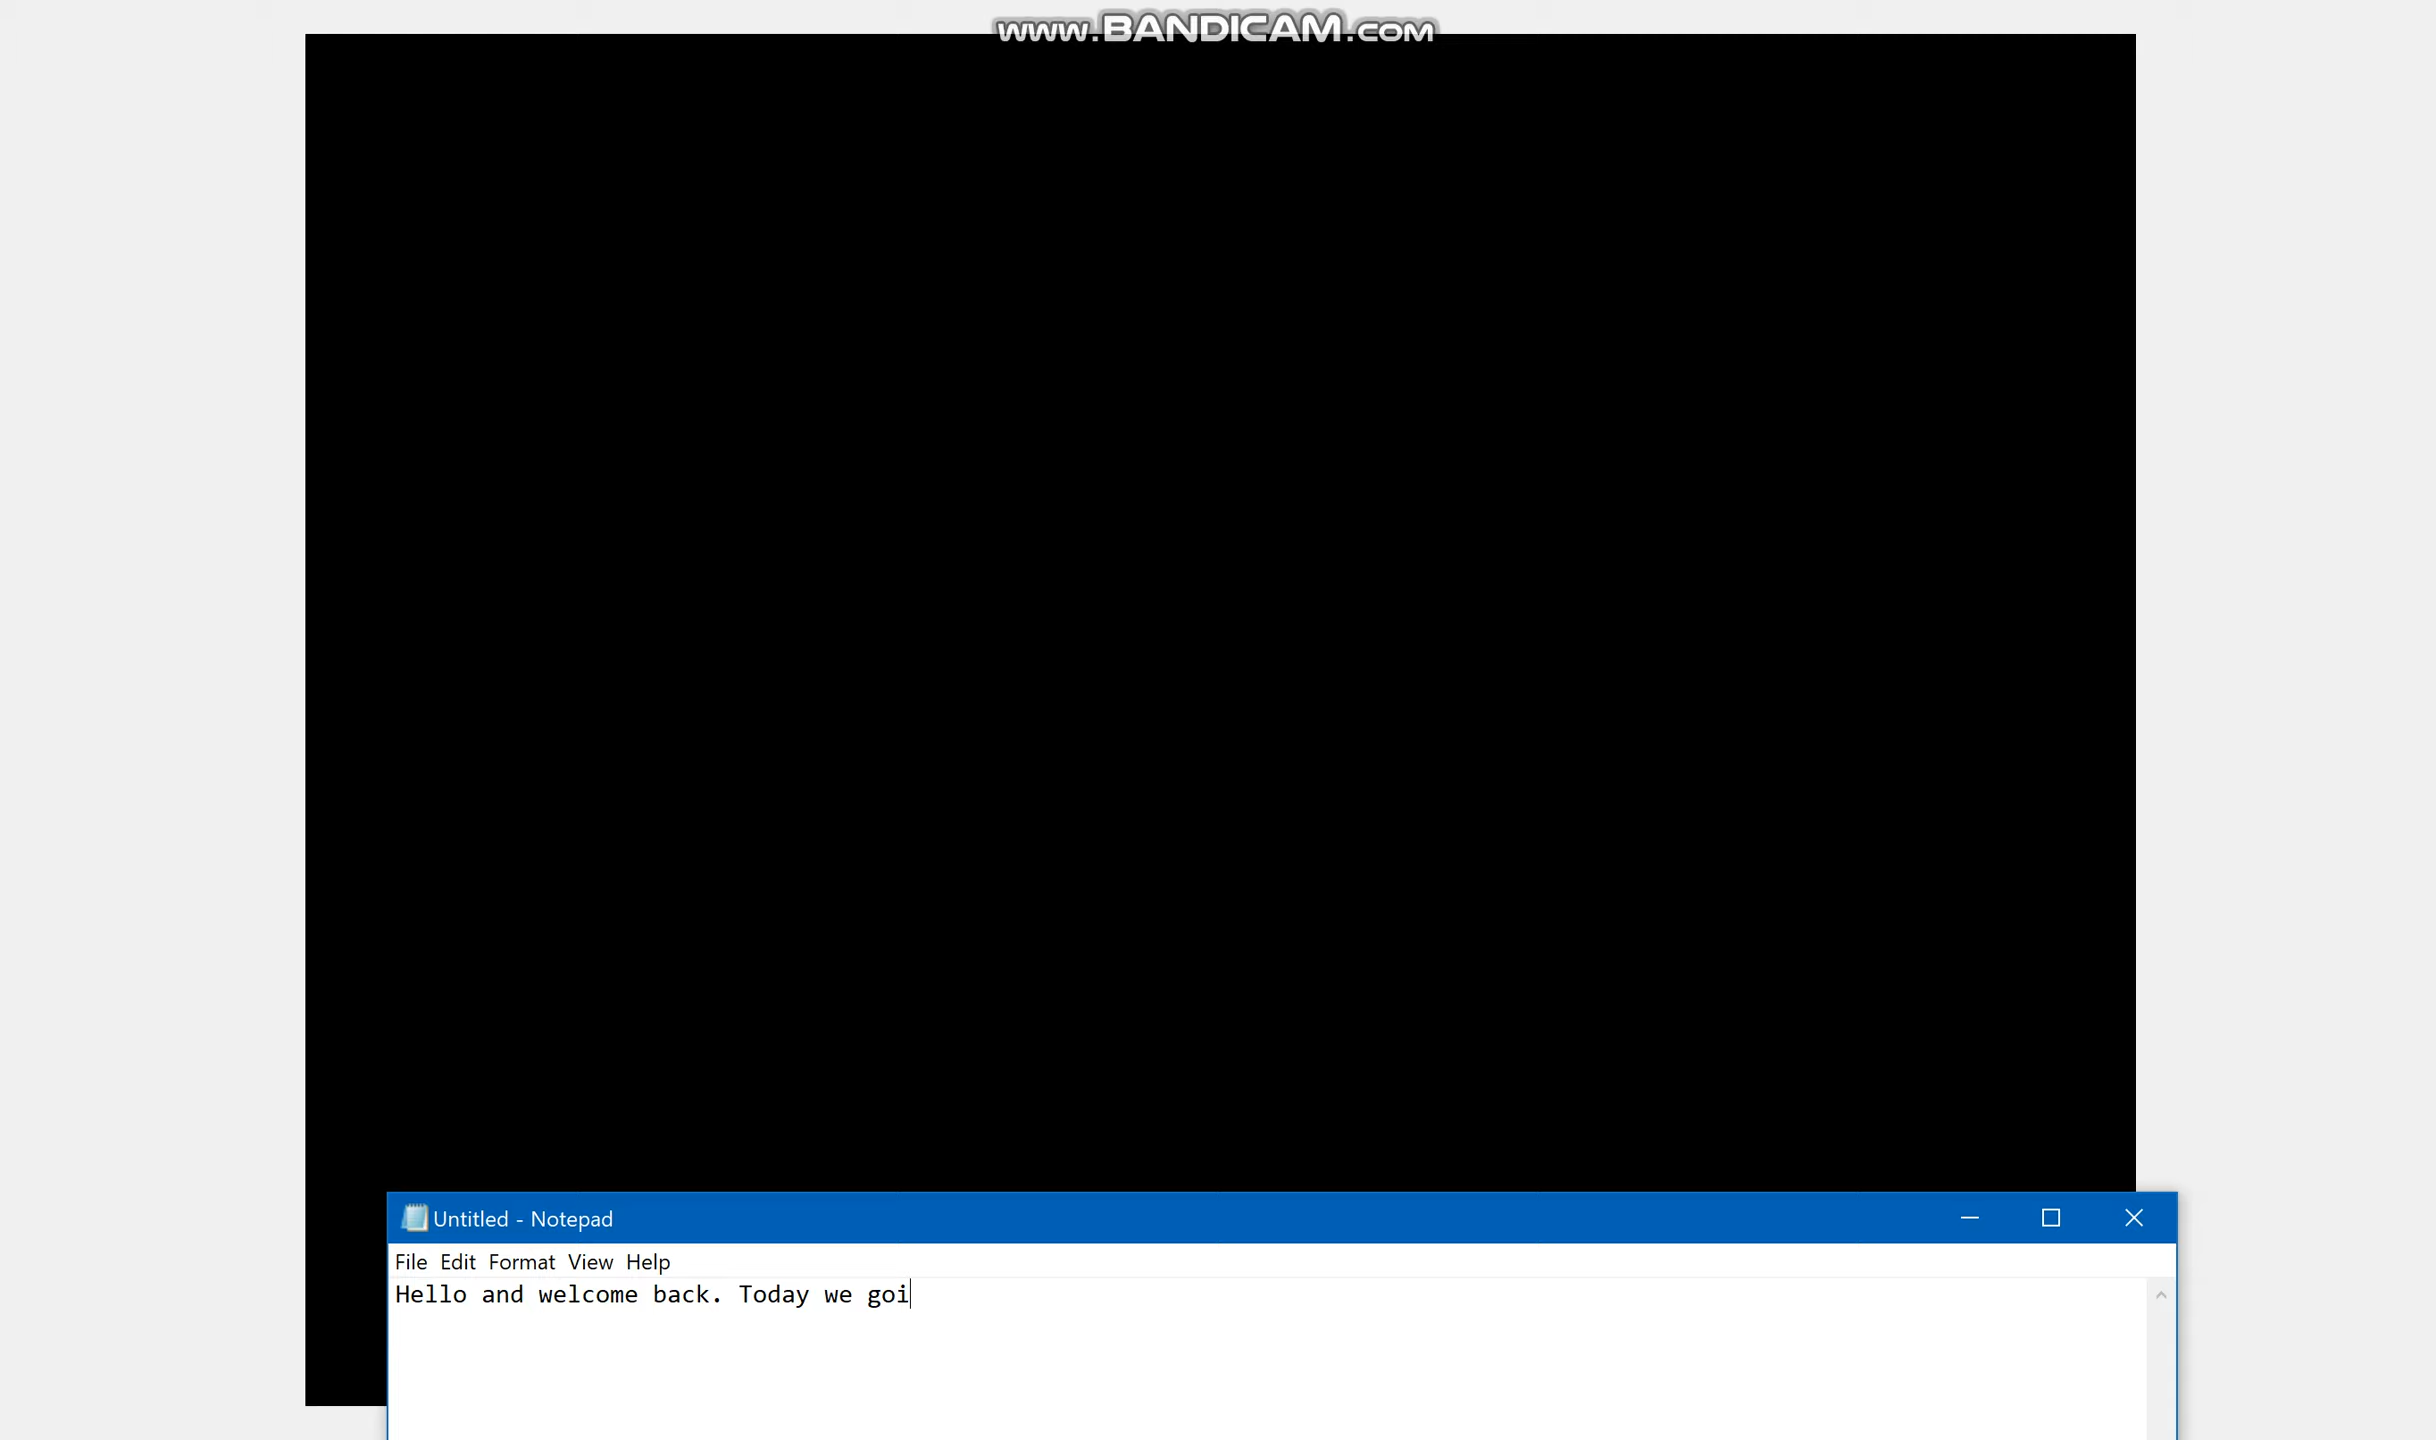 www.BANDICAM.com
Untitled - Notepad
File Edit Format View Help
Hello and welcome back. Today we goi